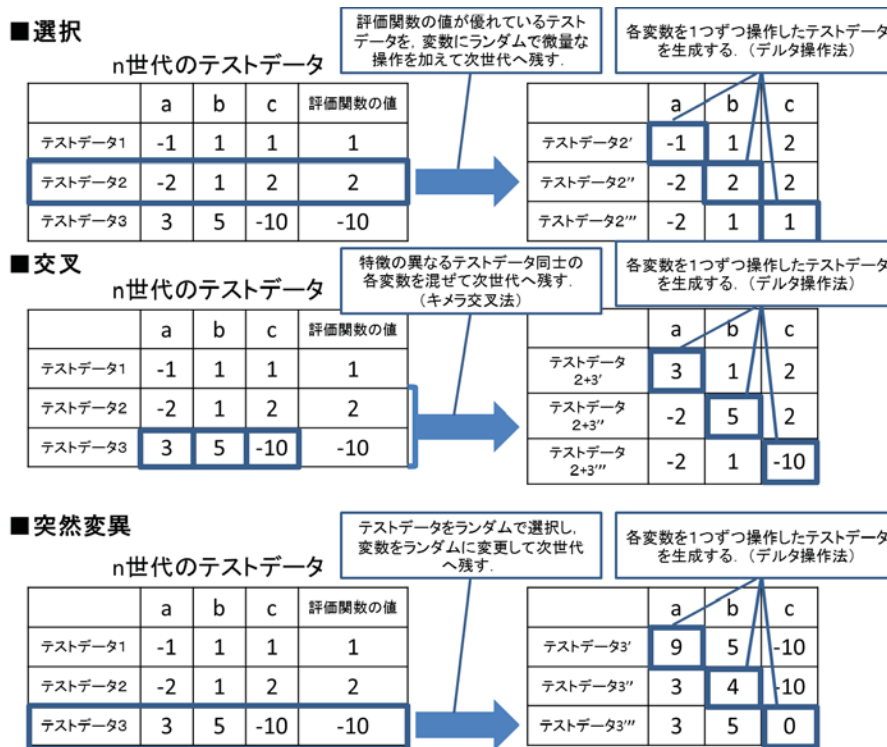 ■選択
評価関数の値が優れているテスト
データを，変数にランダムで微量な
操作を加えて次世代へ残す．
各変数を1つずつ操作したテストデータ
を生成する．（デルタ操作法）
n世代のテストデータ
a b c 評価関数の値
テストデータ1 -1 1 1 1
テストデータ2 -2 1 2 2
テストデータ3 3 5 -10 -10
a b c
テストデータ2' -1 1 2
テストデータ2'' -2 2 2
テストデータ2''' -2 1 1
■交叉
特徴の異なるテストデータ同士の
各変数を混ぜて次世代へ残す．
（キメラ交叉法）
各変数を1つずつ操作したテストデータ
を生成する．（デルタ操作法）
n世代のテストデータ
a b c 評価関数の値
テストデータ1 -1 1 1 1
テストデータ2 -2 1 2 2
テストデータ3 3 5 -10 -10
a b c
テストデータ
2+3' 3 1 2
テストデータ
2+3'' -2 5 2
テストデータ
2+3''' -2 1 -10
■突然変異
テストデータをランダムで選択し，
変数をランダムに変更して次世代
へ残す．
各変数を1つずつ操作したテストデータ
を生成する．（デルタ操作法）
n世代のテストデータ
a b c 評価関数の値
テストデータ1 -1 1 1 1
テストデータ2 -2 1 2 2
テストデータ3 3 5 -10 -10
a b c
テストデータ3' 9 5 -10
テストデータ3'' 3 4 -10
テストデータ3''' 3 5 0